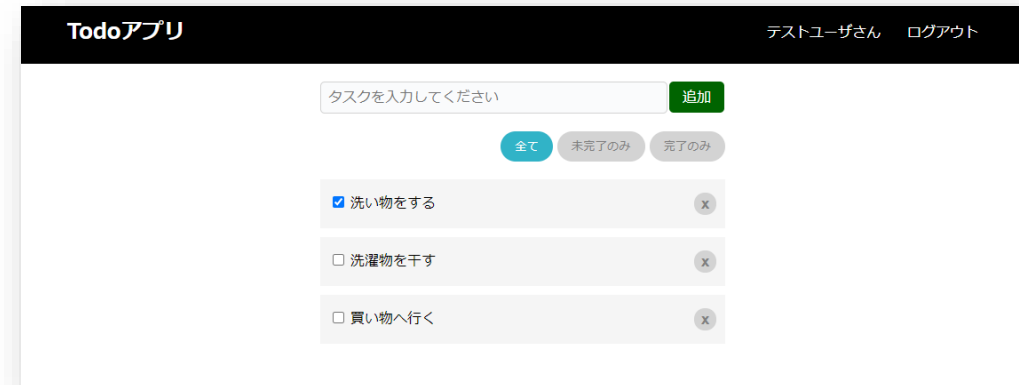 Todoアプリ テストユーザさん ログアウト
タスクを入力してください 追加
全て 未完了のみ 完了のみ
洗い物をする x
洗濯物を干す x
買い物へ行く x